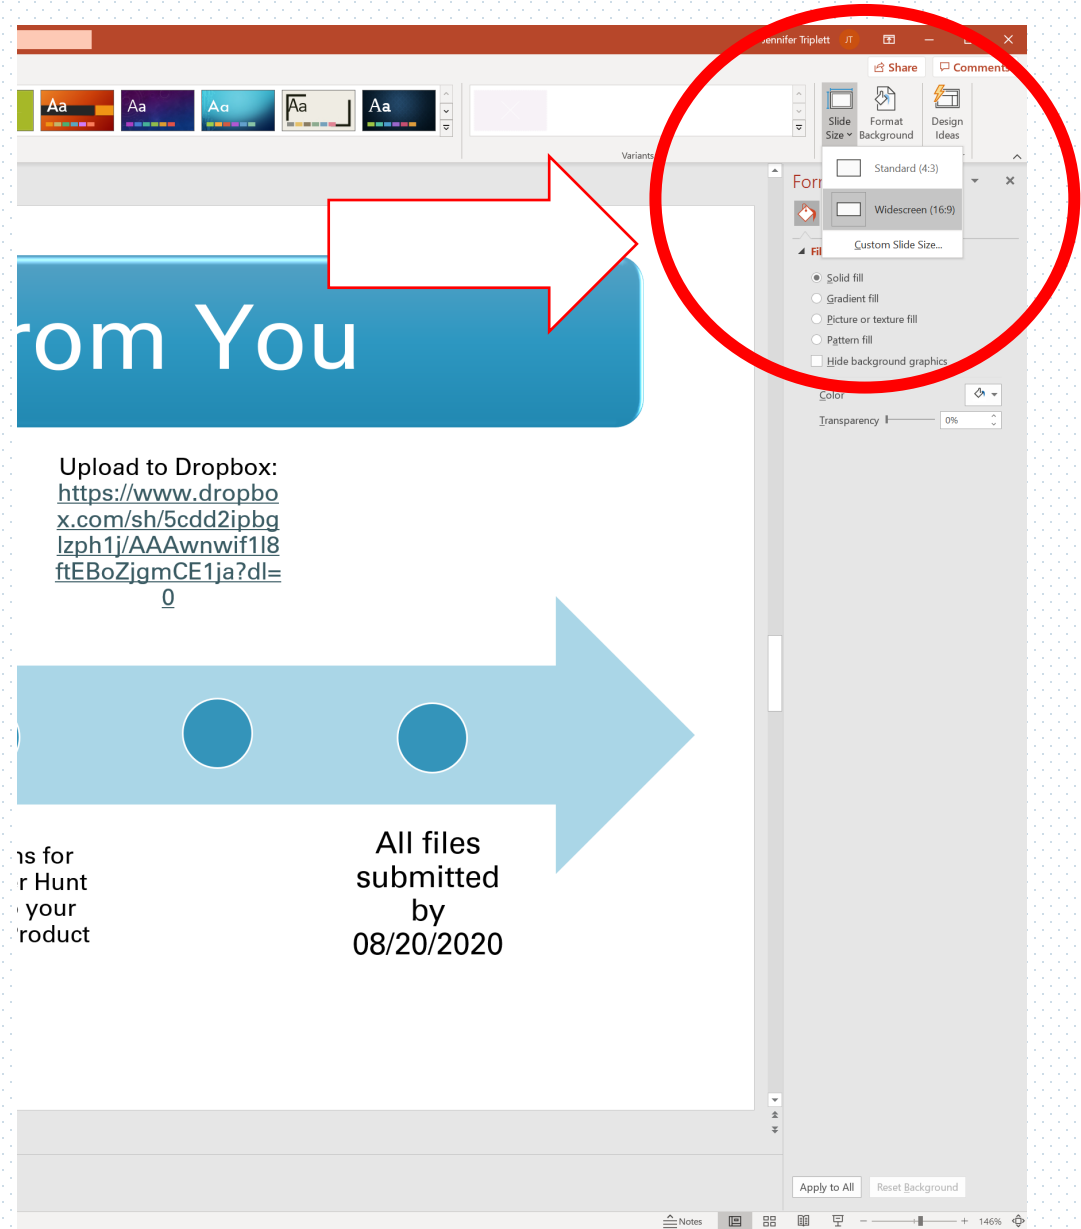 Jennifer Triplett JT
Share Comments
Aa Aa Aa Aa Aa
Slide Size
Format Background
Design Ideas
Variants
Standard (4:3)
Widescreen (16:9)
Custom Slide Size...
Solid fill
Gradient fill
Picture or texture fill
Pattern fill
Hide background graphics
Color
Transparency 0%
rom You
Upload to Dropbox:
https://www.dropbo
x.com/sh/5cdd2ipbg
lzph1j/AAAwnwif1l8
ftEBoZjgmCE1ja?dl=
0
ns for
r Hunt
your
roduct
All files
submitted
by
08/20/2020
Apply to All Reset Background
Notes 146%